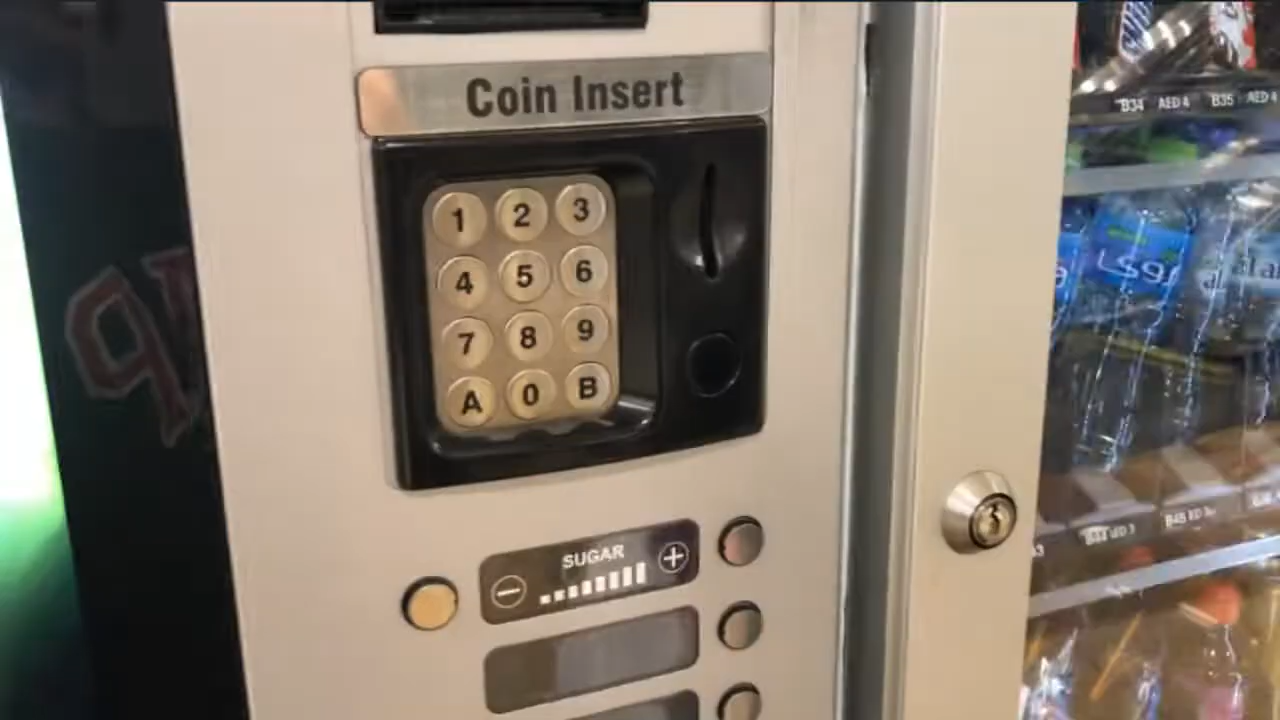 Coin Insert
1 2 3
4 5 6
7 8 9
A 0 B
SUGAR
B34 AED 4 B35 AED 4
روى